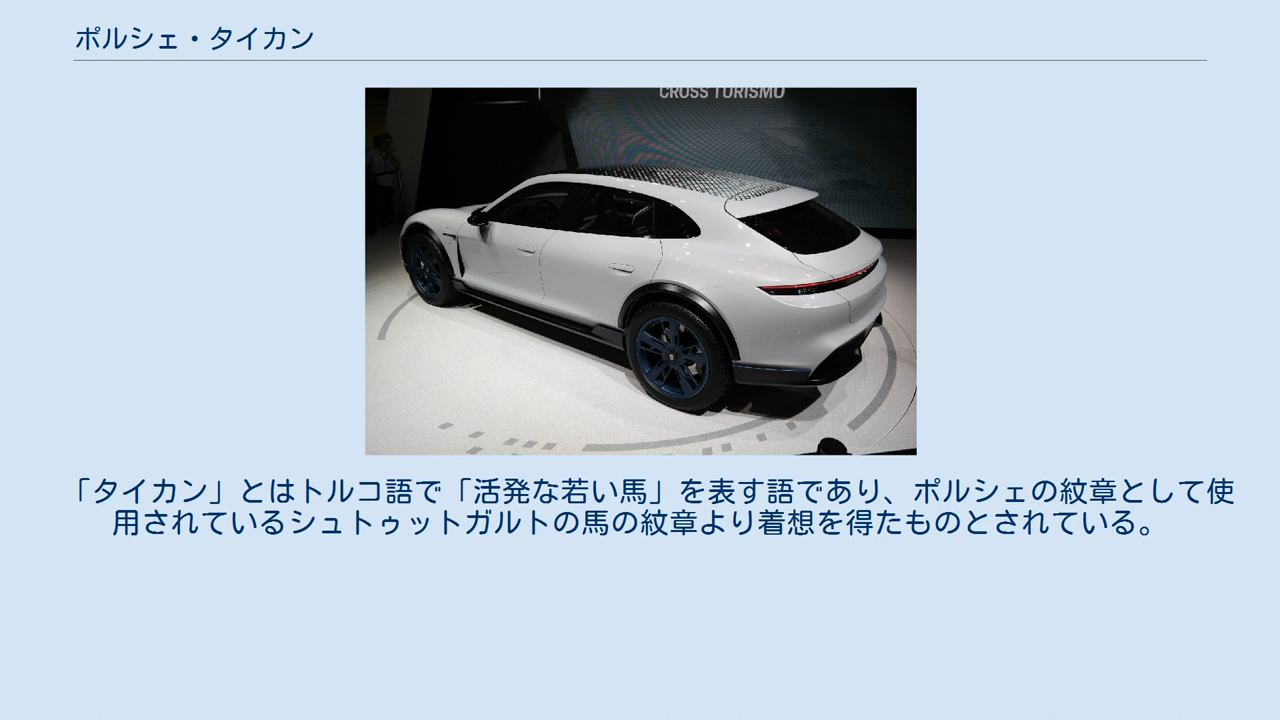 ポルシェ・タイカン
CROSS TURISMO
「タイカン」とはトルコ語で「活発な若い馬」を表す語であり、ポルシェの紋章として使
用されているシュトゥットガルトの馬の紋章より着想を得たものとされている。